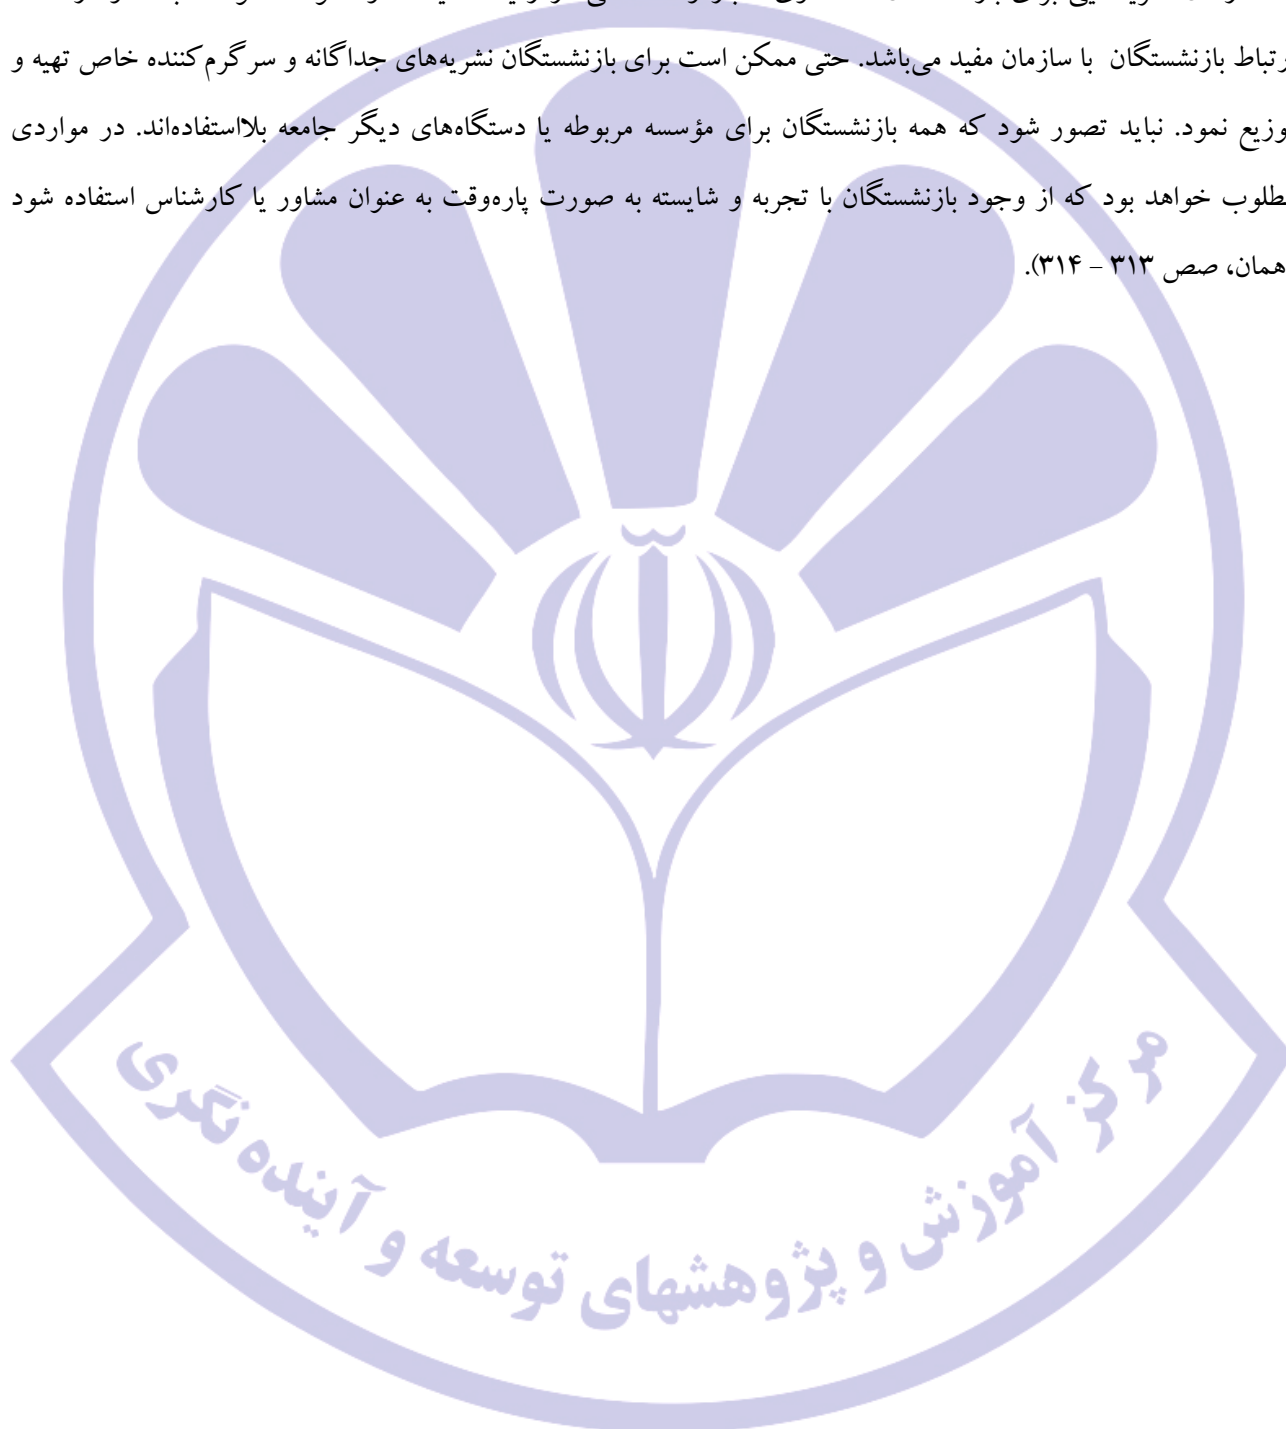 رتباط بازنشستگان با سازمان مفید می‌باشد. حتی ممکن است برای بازنشستگان نشریه‌های جداگانه و سرگرم‌کننده خاص تهیه و
وزیع نمود. نباید تصور شود که همه بازنشستگان برای مؤسسه مربوطه یا دستگاه‌های دیگر جامعه بلااستفاده‌اند. در مواردی
طلوب خواهد بود که از وجود بازنشستگان با تجربه و شایسته به صورت پاره‌وقت به عنوان مشاور یا کارشناس استفاده شود
همان، صص ۳۱۳ – ۳۱۴).
مرکز آموزش و پژوهشهای توسعه و آینده نگری